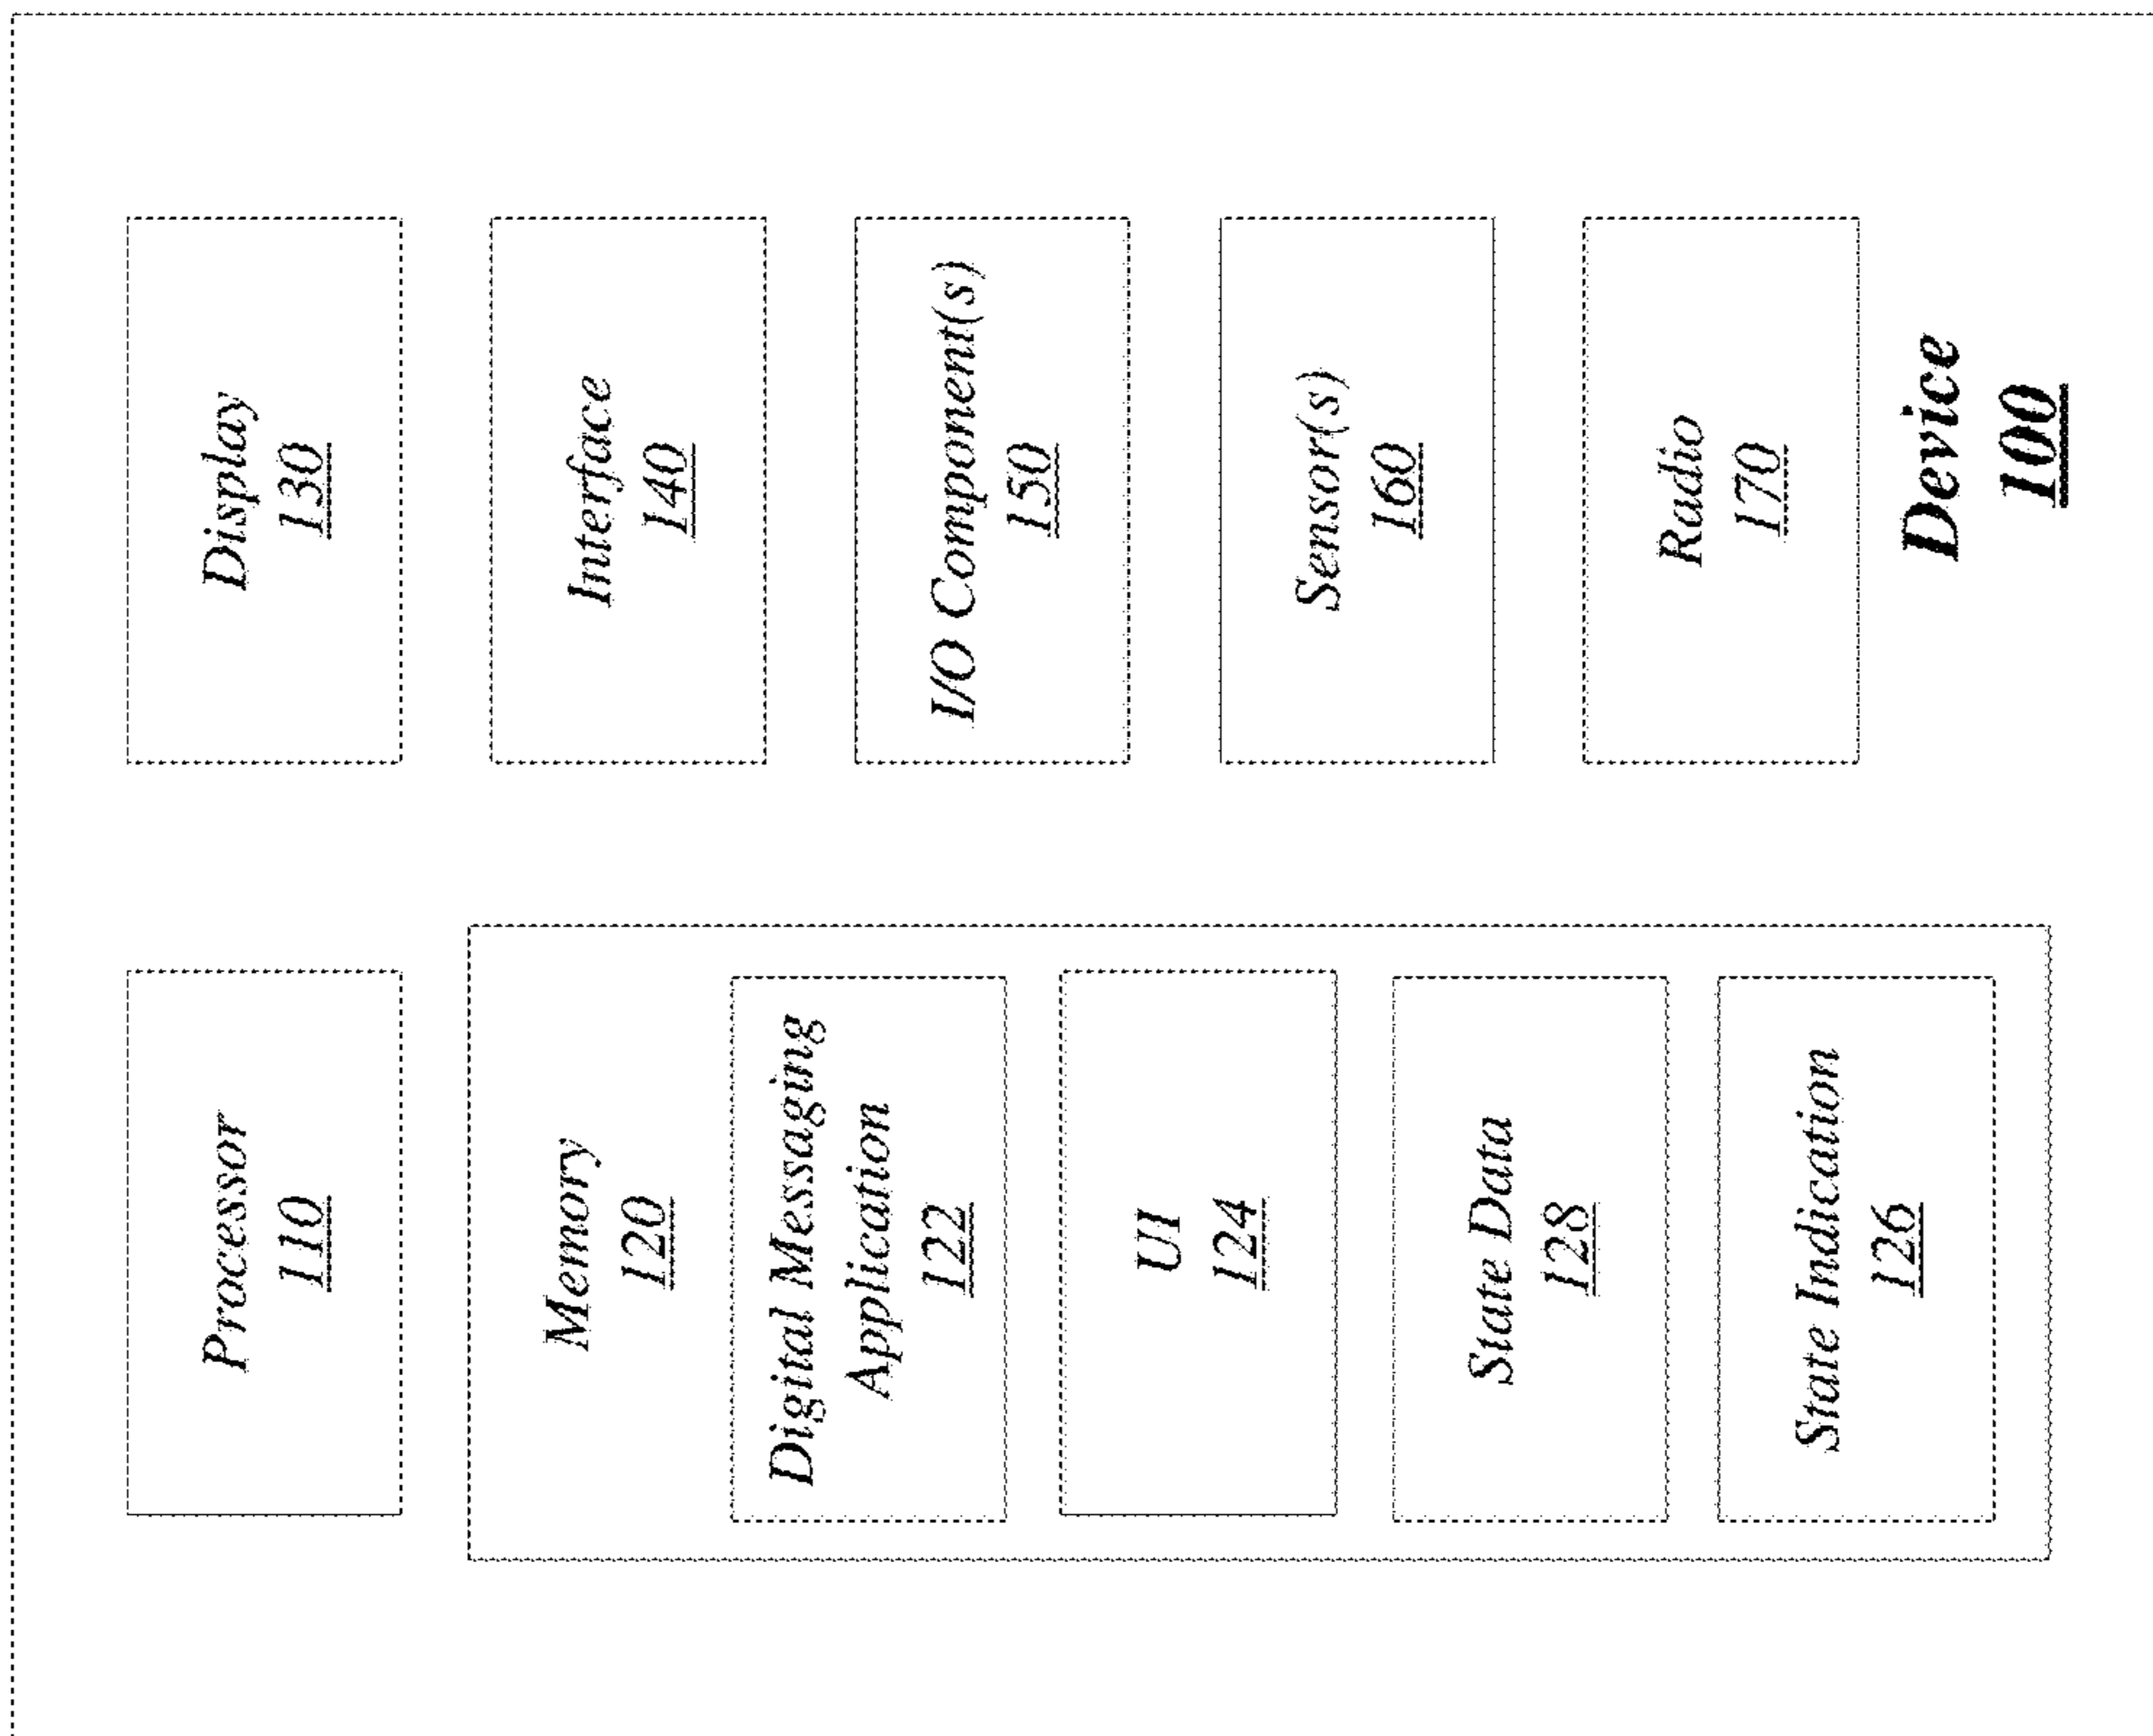 Processor
110
Memory
120
Digital Messaging
Application
122
UI
124
State Data
128
State Indication
126
Display
130
Interface
140
I/O Component(s)
150
Sensor(s)
160
Radio
170
Device
100